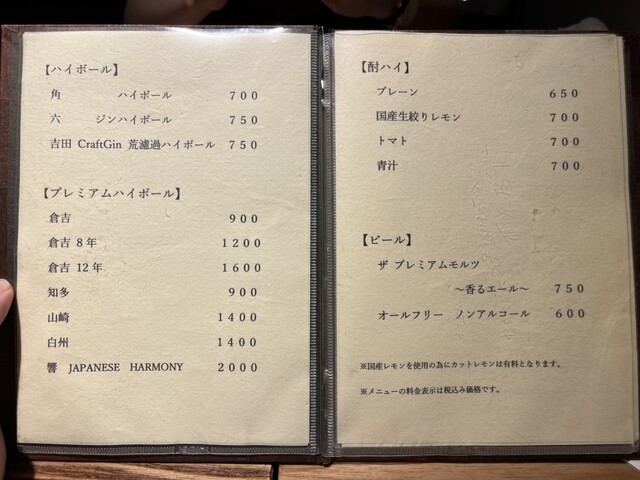 【ハイボール】
角 ハイボール 700
六 ジンハイボール 750
吉田 CraftGin 荒濾過ハイボール 750
【プレミアムハイボール】
倉吉 900
倉吉 8年 1200
倉吉 12年 1600
知多 900
山崎 1400
白州 1400
響 JAPANESE HARMONY 2000
【酎ハイ】
プレーン 650
国産生絞りレモン 700
トマト 700
青汁 700
【ビール】
ザ プレミアムモルツ
～香るエール～ 750
オールフリー ノンアルコール 600
※国産レモンを使用の為にカットレモンは有料となります。
※メニューの料金表示は税込み価格です。